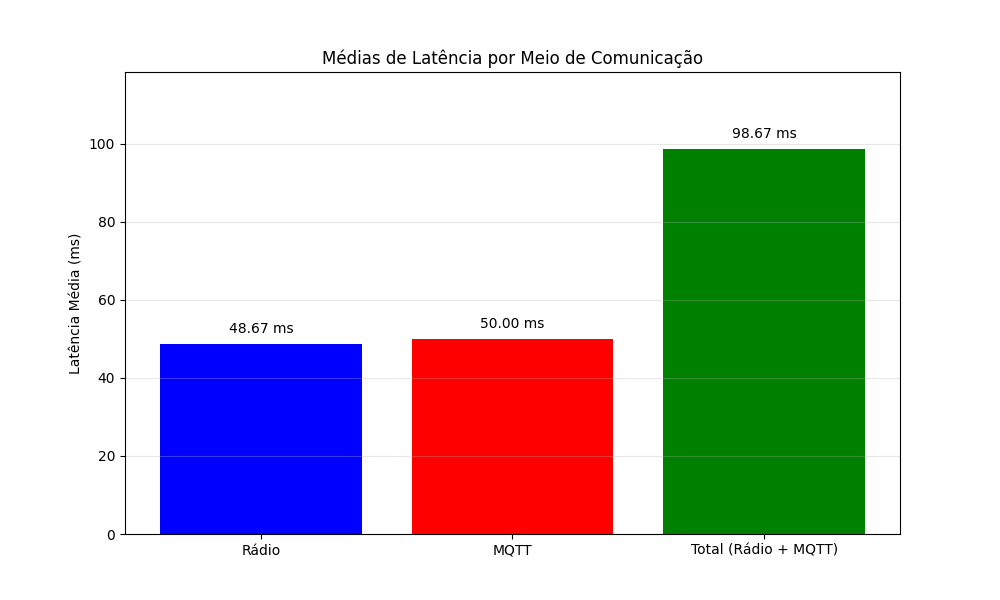 Médias de Latência por Meio de Comunicação
Latência Média (ms)
100
80
60
40
20
0
48.67 ms
50.00 ms
98.67 ms
Rádio
MQTT
Total (Rádio + MQTT)